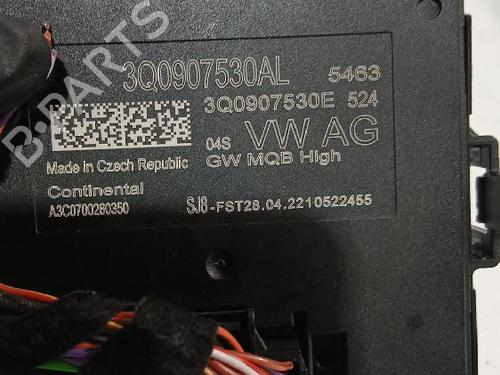 3Q0907530AL 5463
3Q0907530E 524
04S VW AG
GW MQB High
Made in Czech Republic
Continental
A3C0700260350 SJ8-FST28.04.2210522455
B-PARTS